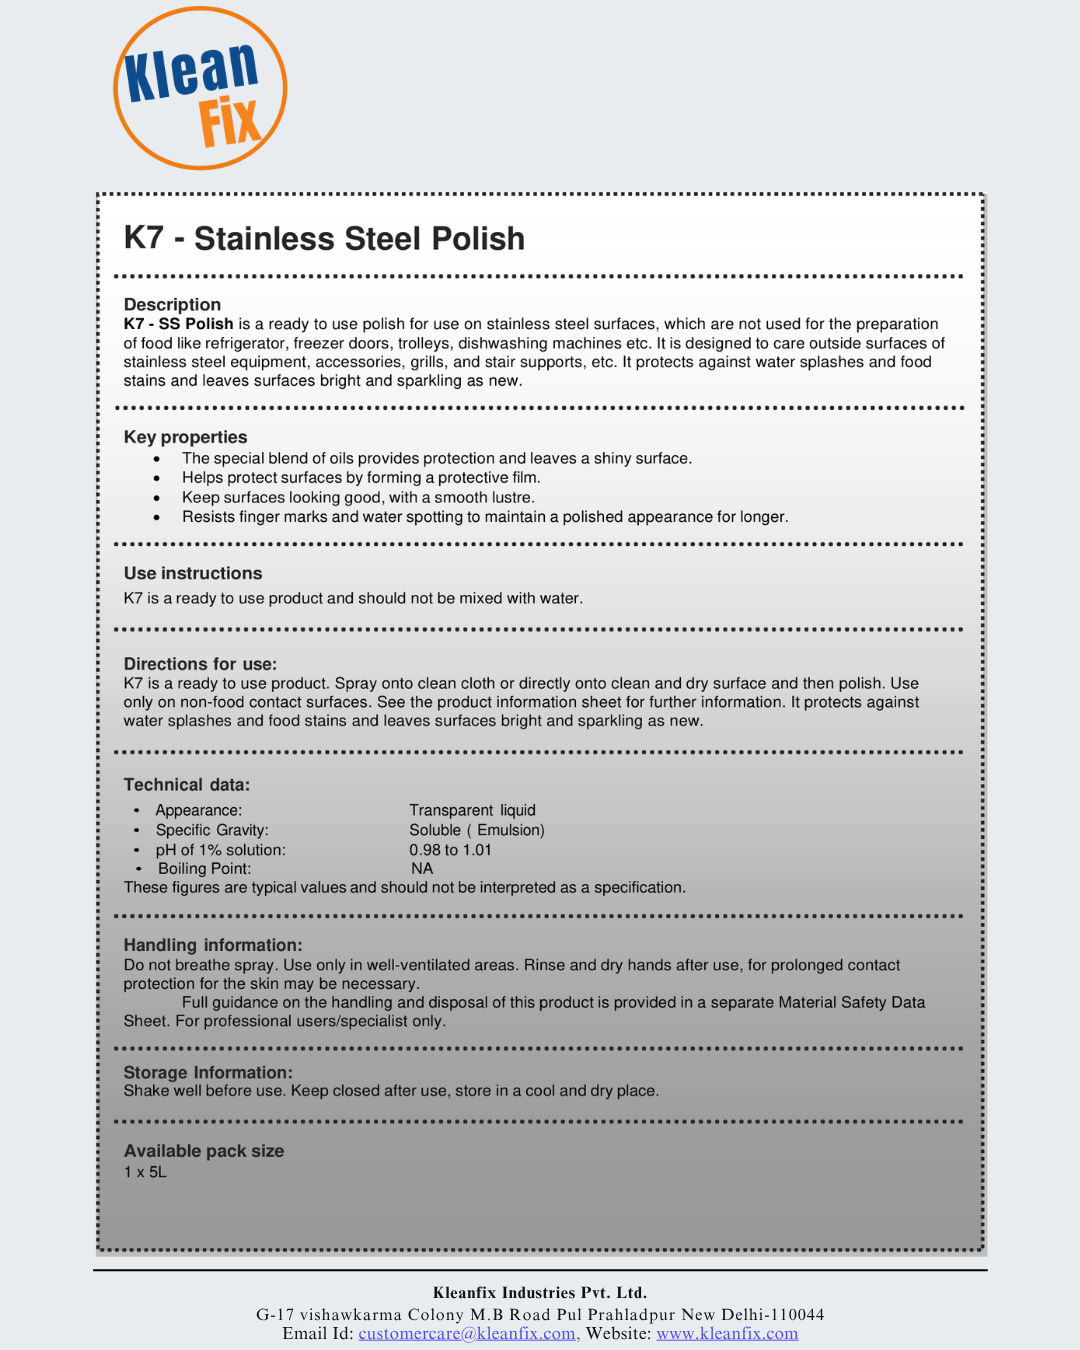 Klean
Fix
K7 - Stainless Steel Polish
Description
K7 - SS Polish is a ready to use polish for use on stainless steel surfaces, which are not used for the preparation
of food like refrigerator, freezer doors, trolleys, dishwashing machines etc. It is designed to care outside surfaces of
stainless steel equipment, accessories, grills, and stair supports, etc. It protects against water splashes and food
stains and leaves surfaces bright and sparkling as new.
Key properties
• The special blend of oils provides protection and leaves a shiny surface.
• Helps protect surfaces by forming a protective film.
• Keep surfaces looking good, with a smooth lustre.
• Resists finger marks and water spotting to maintain a polished appearance for longer.
Use instructions
K7 is a ready to use product and should not be mixed with water.
Directions for use:
K7 is a ready to use product. Spray onto clean cloth or directly onto clean and dry surface and then polish. Use
only on non-food contact surfaces. See the product information sheet for further information. It protects against
water splashes and food stains and leaves surfaces bright and sparkling as new.
Technical data:
• Appearance: Transparent liquid
• Specific Gravity: Soluble ( Emulsion)
• pH of 1% solution: 0.98 to 1.01
• Boiling Point: NA
These figures are typical values and should not be interpreted as a specification.
Handling information:
Do not breathe spray. Use only in well-ventilated areas. Rinse and dry hands after use, for prolonged contact
protection for the skin may be necessary.
Full guidance on the handling and disposal of this product is provided in a separate Material Safety Data
Sheet. For professional users/specialist only.
Storage Information:
Shake well before use. Keep closed after use, store in a cool and dry place.
Available pack size
1 x 5L
Kleanfix Industries Pvt. Ltd.
G-17 vishawkarma Colony M.B Road Pul Prahladpur New Delhi-110044
Email Id: customercare@kleanfix.com, Website: www.kleanfix.com